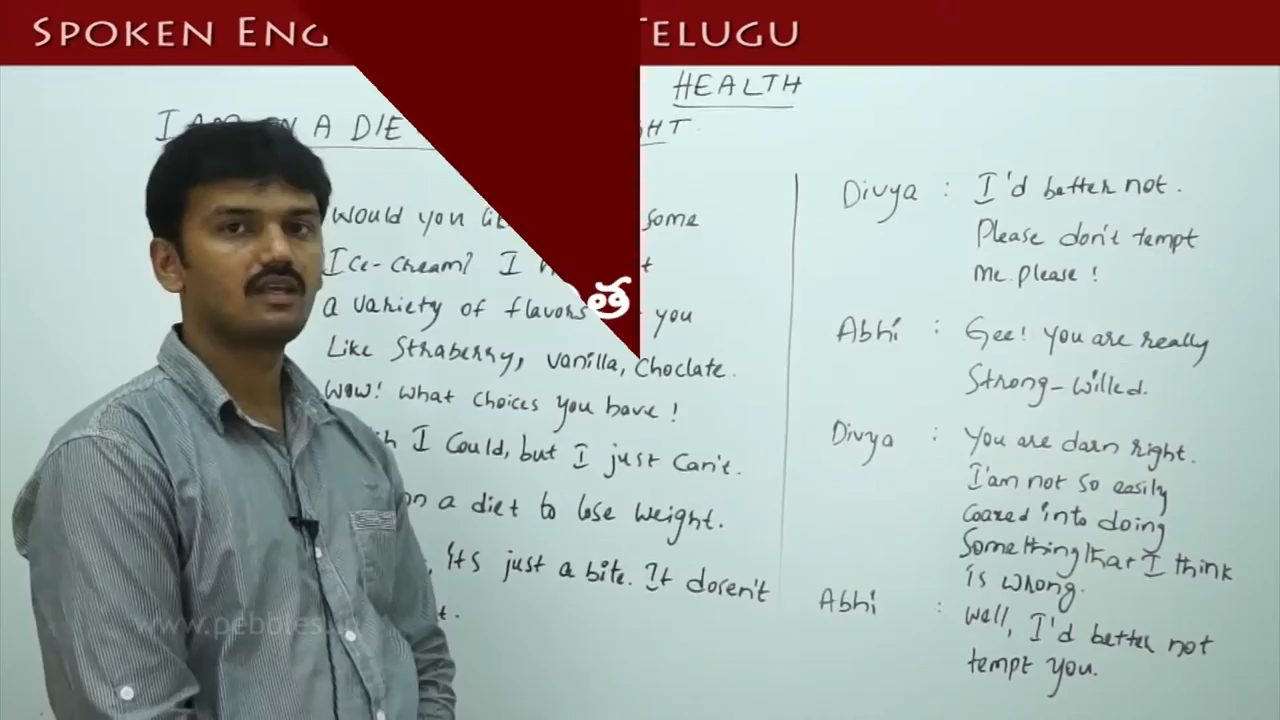 SPOKEN ENG TELUGU
HEALTH
I AM ON A DIE GHT.
would you some
Ice-cream? I
a variety of flavors you
Like Straberry, vanilla, Choclate.
wow! what choices you have!
I could, but I just can't.
on a diet to lose weight.
its just a bite. It doesn't
Divya : I'd better not.
Please don't tempt
me please!
Abhi : Gee! you are really
Strong-willed.
Divya : You are darn right.
I'am not so easily
Coaxed into doing
Something that I think
is wrong.
Abhi : Well, I'd better not
tempt you.
త
www.pebbles.in